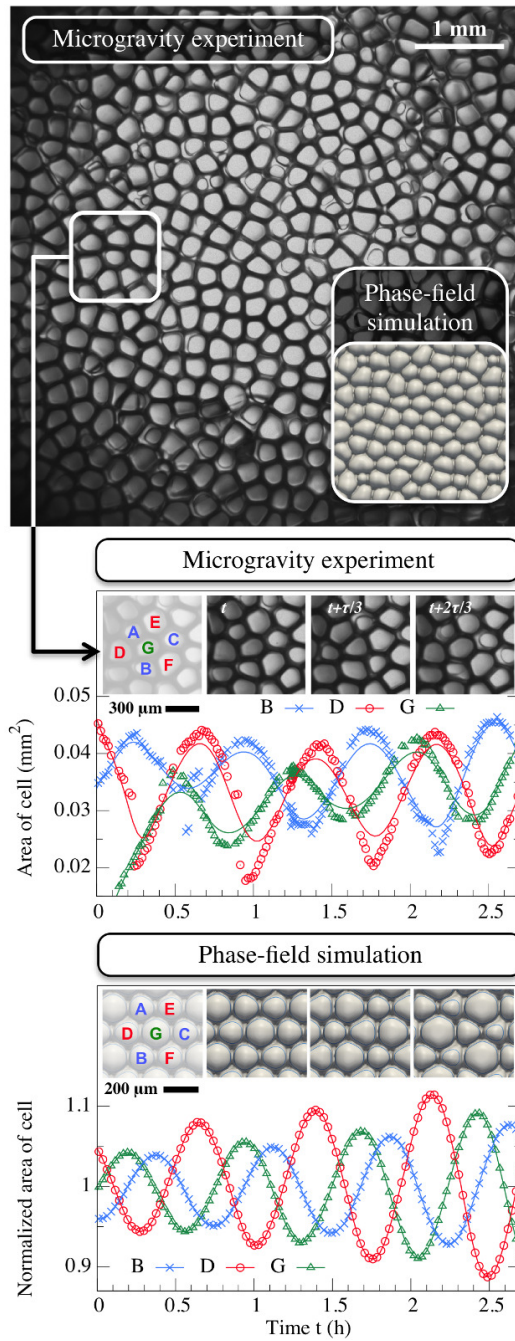 Microgravity experiment
1 mm
Phase-field
simulation
Microgravity experiment
A E C G D B F
t
t+τ/3
t+2τ/3
300 µm
B D G
0.05
0.04
0.03
0.02
Area of cell (mm²)
0 0.5 1 1.5 2 2.5
Phase-field simulation
A E
D G C
B F
200 µm
1.1
1
0.9
Normalized area of cell
B D G
0 0.5 1 1.5 2 2.5
Time t (h)